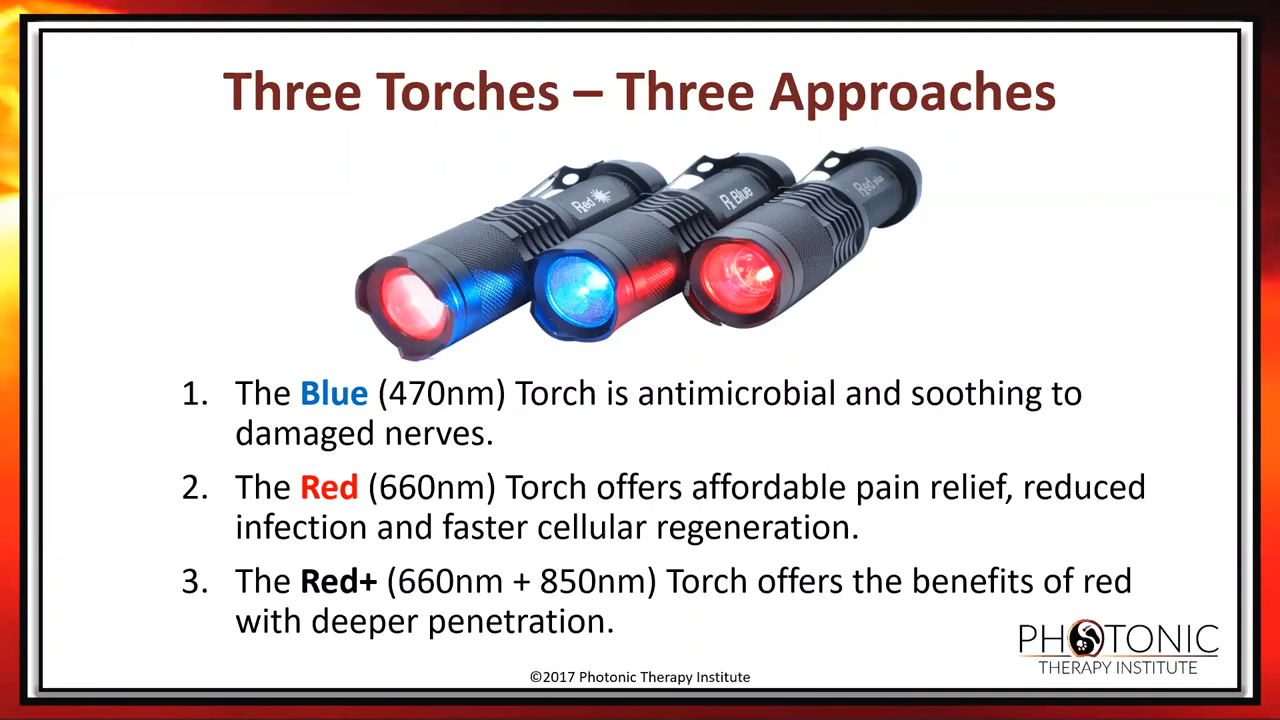 Three Torches – Three Approaches
Red
Rx Blue
Red plus
1. The Blue (470nm) Torch is antimicrobial and soothing to
damaged nerves.
2. The Red (660nm) Torch offers affordable pain relief, reduced
infection and faster cellular regeneration.
3. The Red+ (660nm + 850nm) Torch offers the benefits of red
with deeper penetration.
PHOTONIC
THERAPY INSTITUTE
©2017 Photonic Therapy Institute